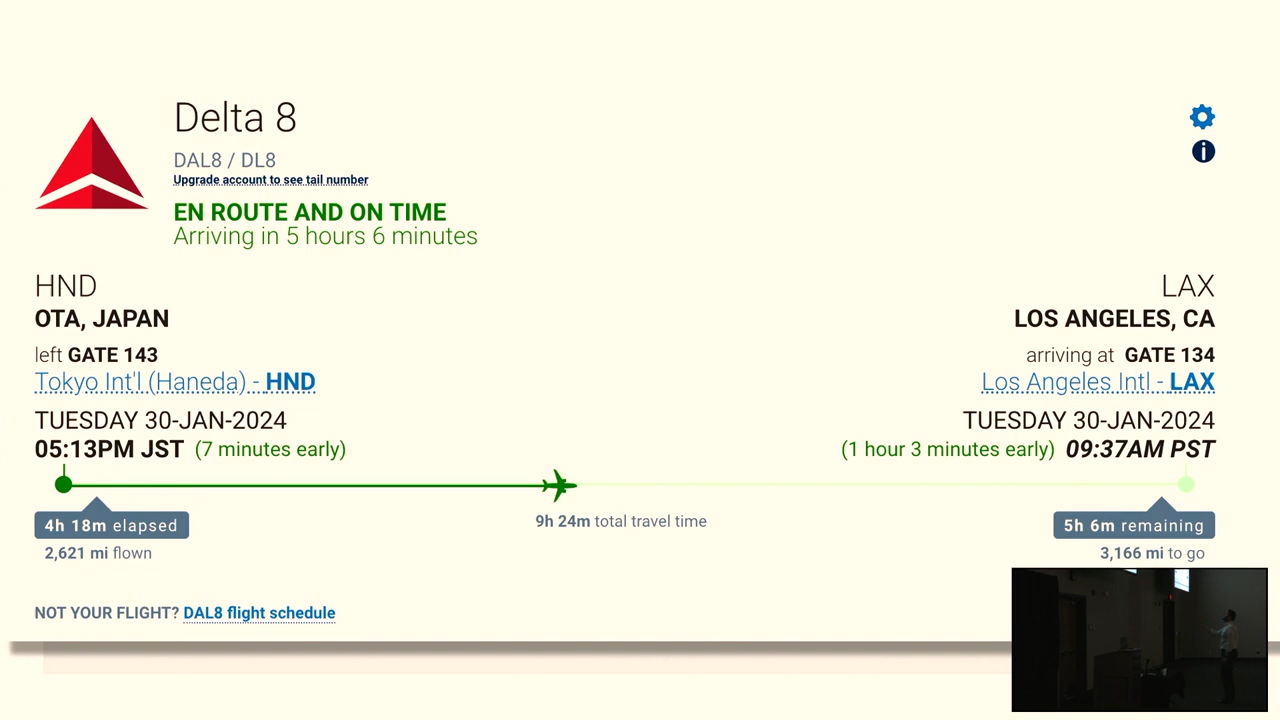 Delta 8
DAL8 / DL8
Upgrade account to see tail number
EN ROUTE AND ON TIME
Arriving in 5 hours 6 minutes
HND
OTA, JAPAN
left GATE 143
Tokyo Int'l (Haneda) - HND
TUESDAY 30-JAN-2024
05:13PM JST (7 minutes early)
LAX
LOS ANGELES, CA
arriving at GATE 134
Los Angeles Intl - LAX
TUESDAY 30-JAN-2024
(1 hour 3 minutes early) 09:37AM PST
4h 18m elapsed
2,621 mi flown
9h 24m total travel time
5h 6m remaining
3,166 mi to go
NOT YOUR FLIGHT? DAL8 flight schedule